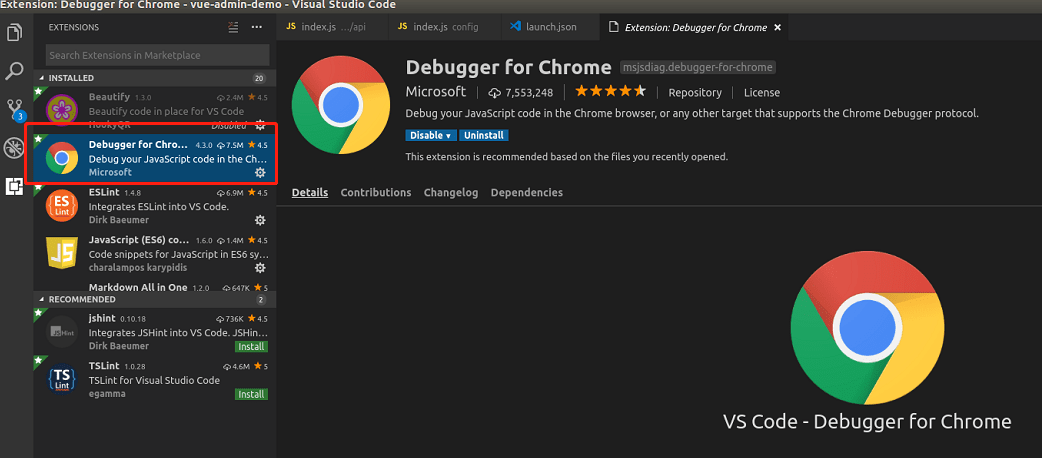 Extension: Debugger for Chrome - vue-admin-demo - Visual Studio Code
EXTENSIONS
Search Extensions in Marketplace
INSTALLED 20
Beautify 1.3.0 2.4M 4.5
Beautify code in place for VS Code
HookyQR Disabled
Debugger for Chro... 4.3.0 7.5M 4.5
Debug your JavaScript code in the Ch...
Microsoft
ES Lint
ESLint 1.4.8 6.9M 4.5
Integrates ESLint into VS Code.
Dirk Baeumer
JS
JavaScript (ES6) co... 1.6.0 1.4M 4.5
Code snippets for JavaScript in ES6 sy...
charalampos karypidis
Markdown All in One 1.2.0 647K 5
RECOMMENDED 2
JSHint
jshint 0.10.18 736K 4.5
Integrates JSHint into VS Code. JSHin...
Dirk Baeumer Install
TS Lint
TSLint 1.0.28 4.6M 5
TSLint for Visual Studio Code
egamma Install
3
JS index.js .../api JS index.js config launch.json Extension: Debugger for Chrome ×
Debugger for Chrome msjsdiag.debugger-for-chrome
Microsoft 7,553,248 Repository License
Debug your JavaScript code in the Chrome browser, or any other target that supports the Chrome Debugger protocol.
Disable Uninstall
This extension is recommended based on the files you recently opened.
Details Contributions Changelog Dependencies
VS Code - Debugger for Chrome